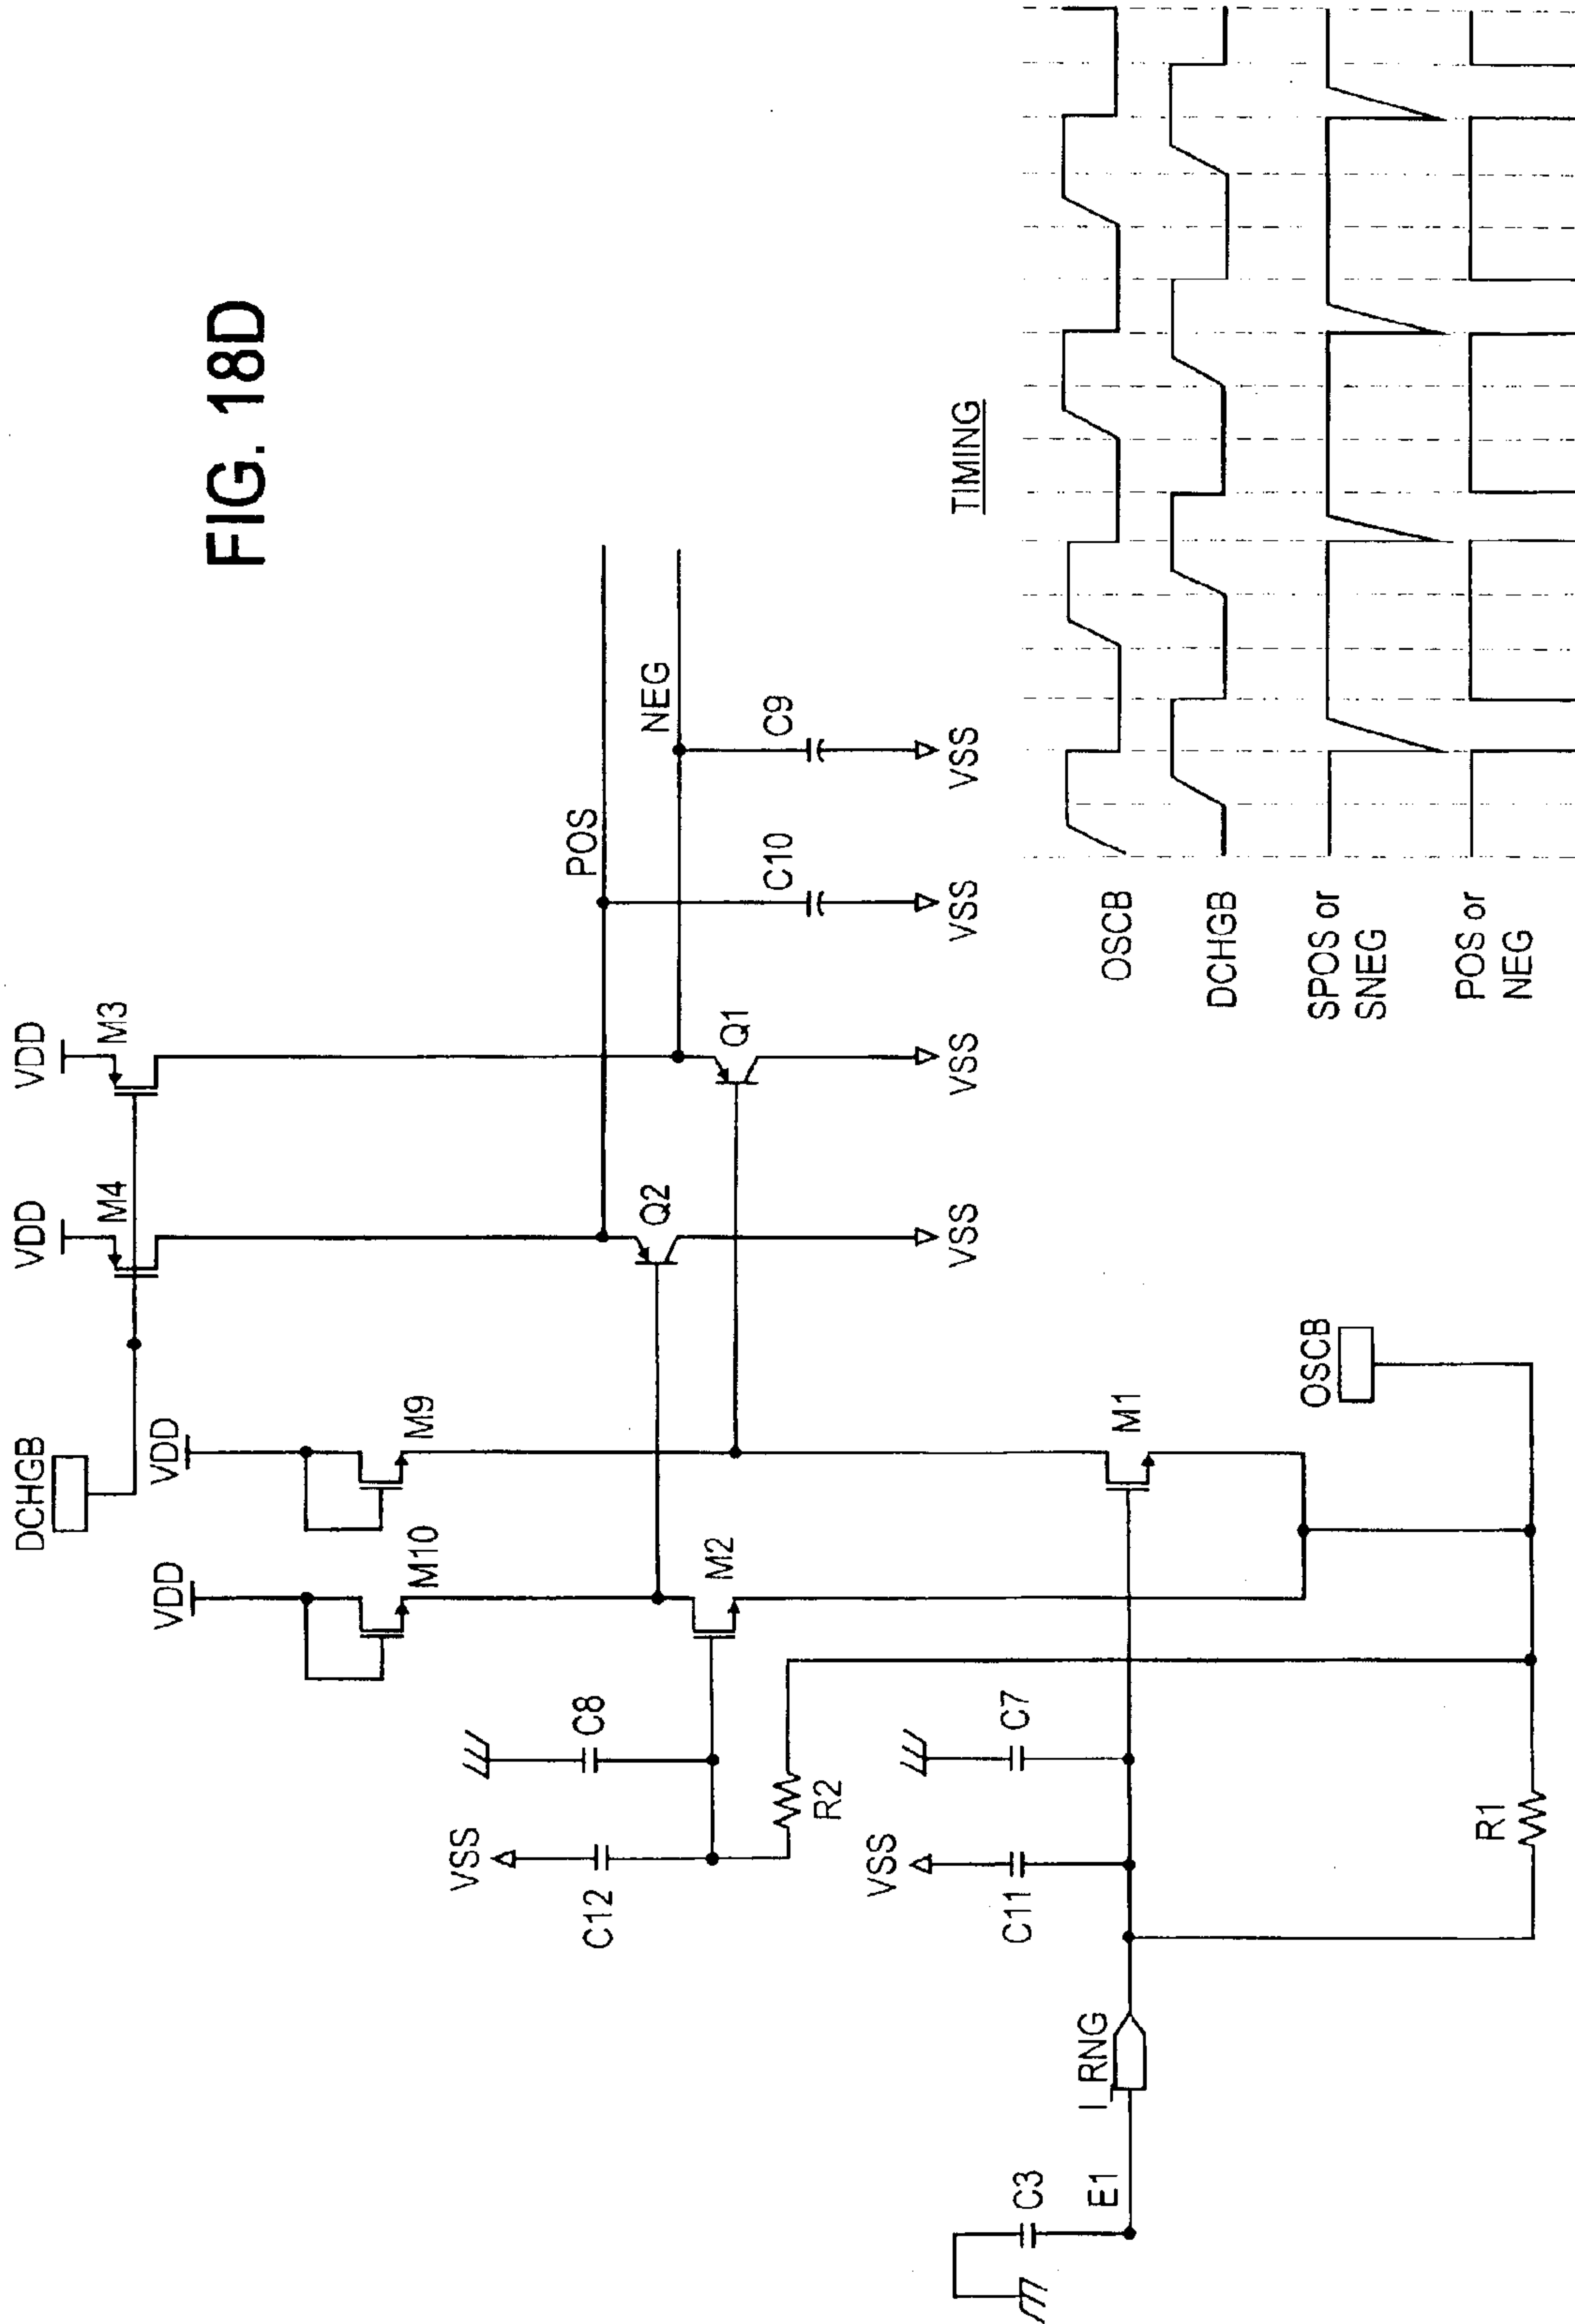 FIG. 18D
VDD
VDD
M4
M3
DCHGB
VDD
VDD
M10
M9
POS
NEG
Q2
Q1
C10
C9
VSS
VSS
VSS
VSS
C8
VSS
C12
M2
R2
C7
VSS
C11
M1
OSCB
R1
C3
E1
I_RNG
TIMING
OSCB
DCHGB
SPOS or
SNEG
POS or
NEG